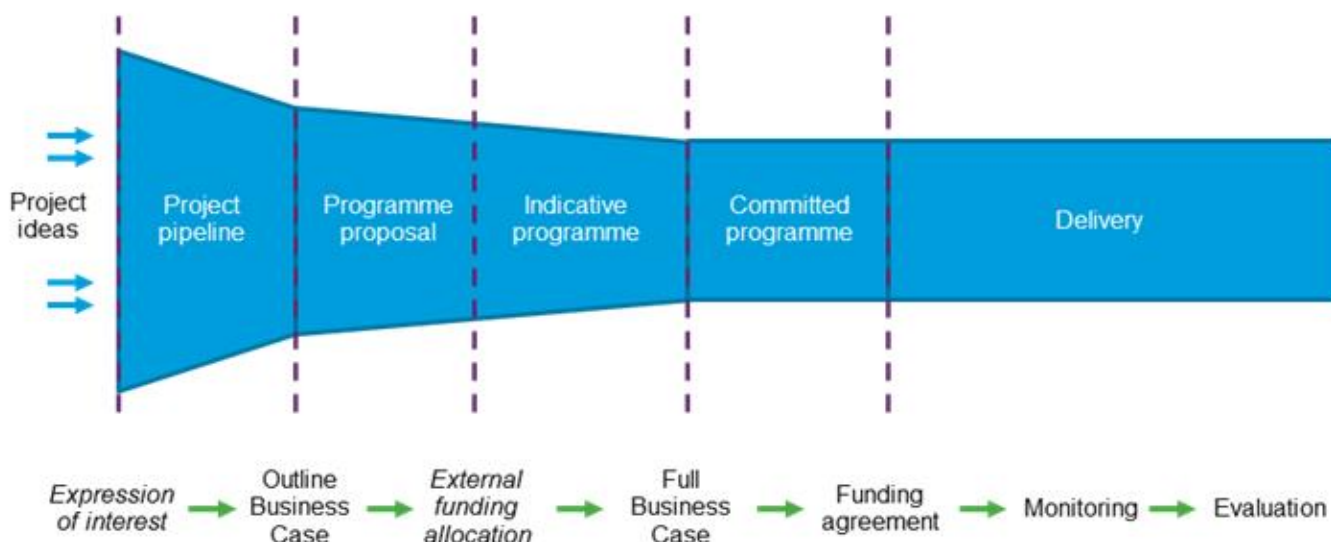 Project
ideas
Project
pipeline
Programme
proposal
Indicative
programme
Committed
programme
Delivery
Expression
of interest
Outline
Business
Case
External
funding
allocation
Full
Business
Case
Funding
agreement
Monitoring
Evaluation